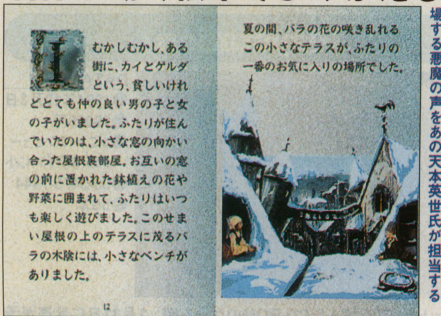 I
むかしむかし、ある
街に、カイとゲルダ
という、貧しいけれ
どとても仲の良い男の子と女
の子がいました。ふたりが住ん
でいたのは、小さな窓の向かい
合った屋根裏部屋。お互いの窓
の前に置かれた鉢植えの花や
野菜に囲まれて、ふたりはいつ
も楽しく遊びました。このせま
い屋根の上のテラスに茂るバ
ラの木陰には、小さなベンチが
ありました。
12
夏の間、バラの花の咲き乱れる
この小さなテラスが、ふたりの
一番のお気に入りの場所でした。
場する悪魔の声をあの天本英世氏が担当する